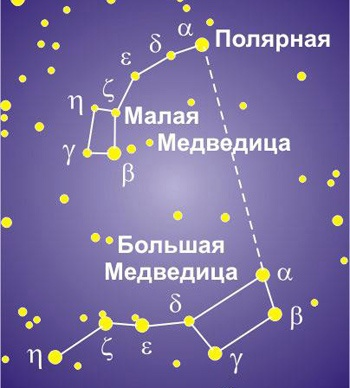 α Полярная
δ
ε
ζ
η
Малая
Медведица
γ
β
Большая
Медведица
α
δ
β
ζ
ε
γ
η